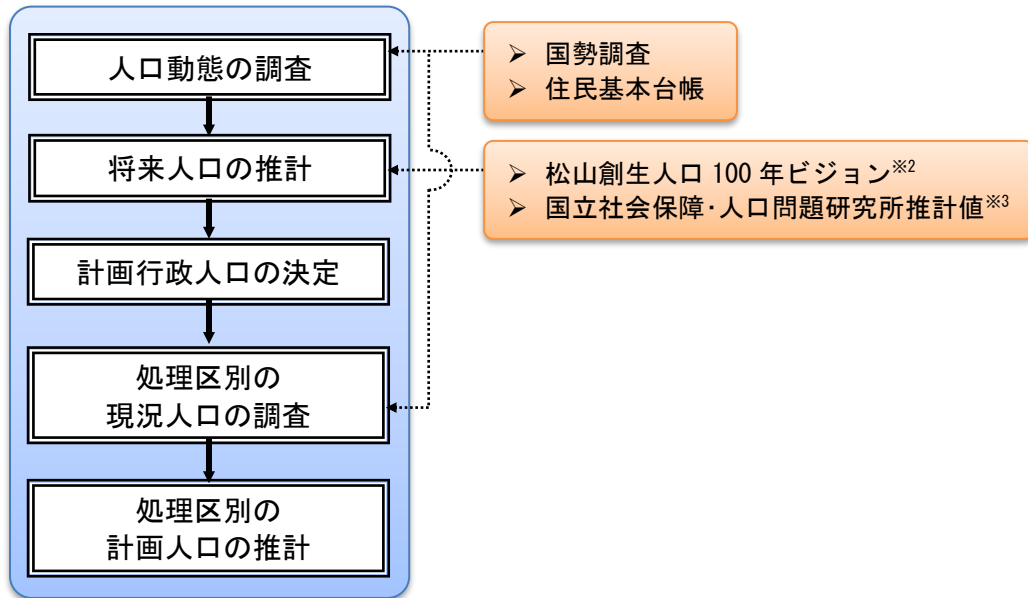 人口動態の調査
将来人口の推計
計画行政人口の決定
処理区別の
現況人口の調査
処理区別の
計画人口の推計
➢ 国勢調査
➢ 住民基本台帳
➢ 松山創生人口 100 年ビジョン※2
➢ 国立社会保障・人口問題研究所推計値※3